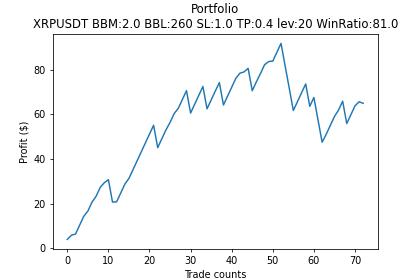 Portfolio
XRPUSDT BBM:2.0 BBL:260 SL:1.0 TP:0.4 lev:20 WinRatio:81.0
80
60
40
20
0
Profit ($)
0 10 20 30 40 50 60 70
Trade counts